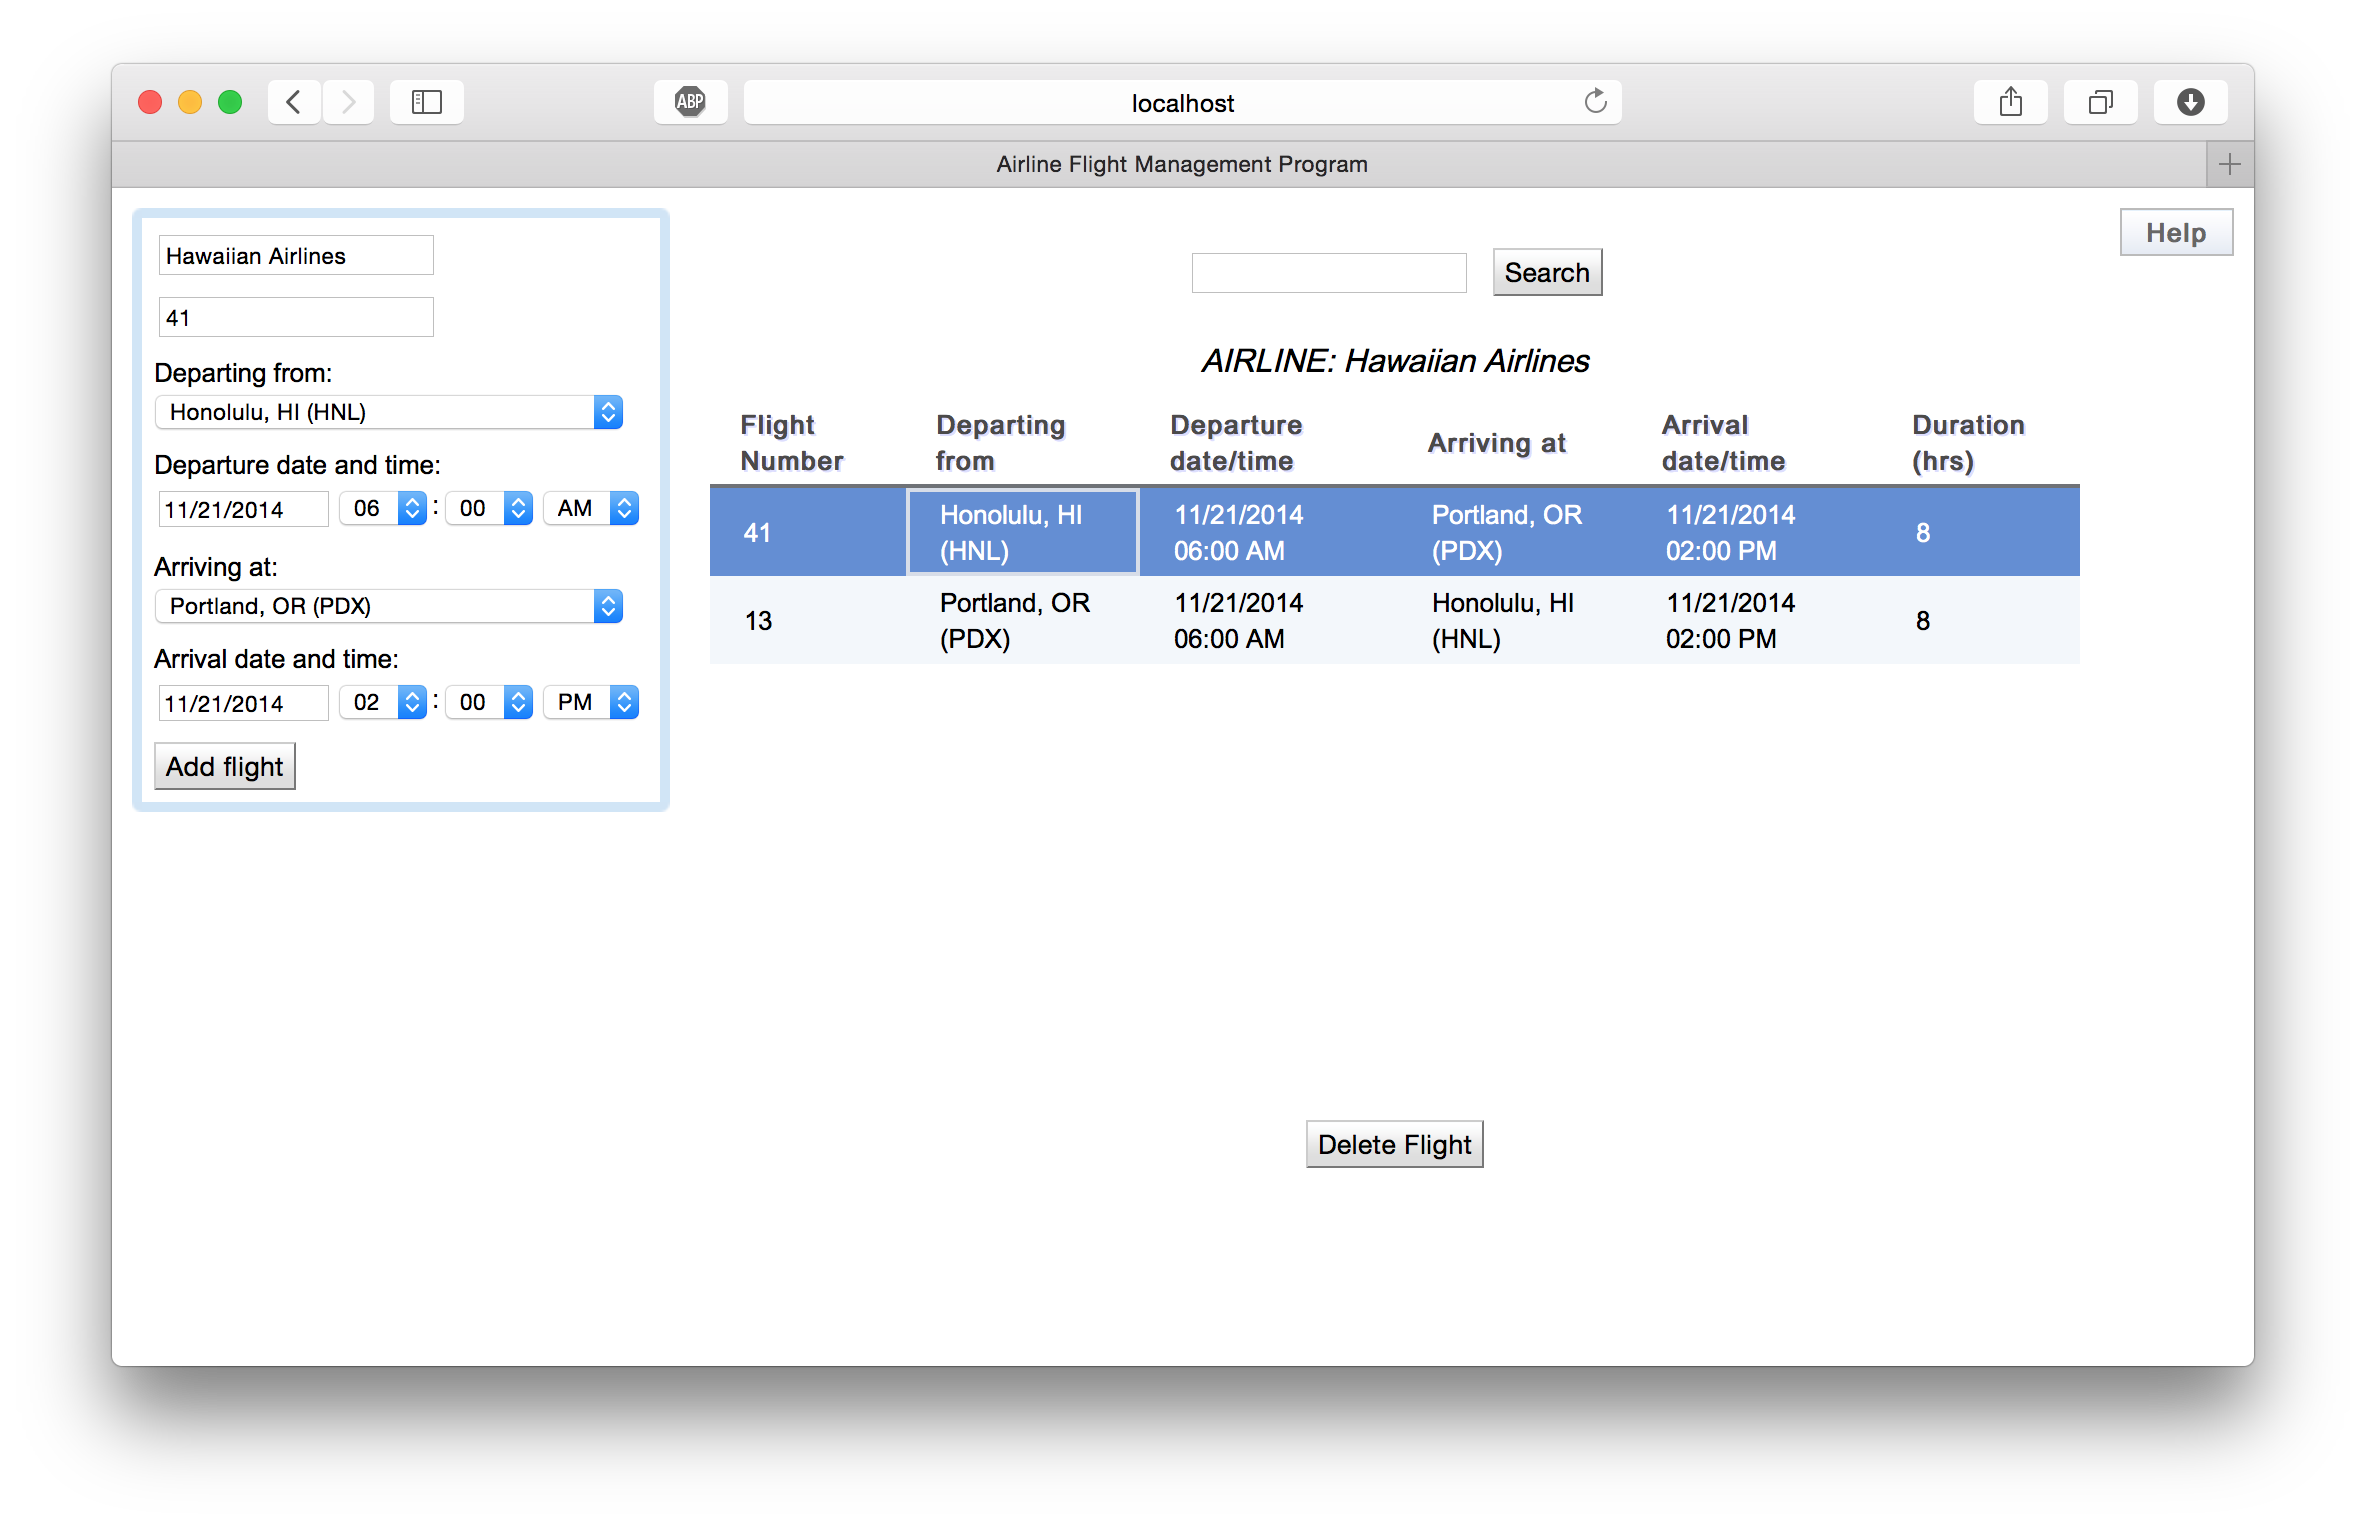 ABP
localhost
Airline Flight Management Program
Hawaiian Airlines
41
Departing from:
Honolulu, HI (HNL)
Departure date and time:
11/21/2014 06 : 00 AM
Arriving at:
Portland, OR (PDX)
Arrival date and time:
11/21/2014 02 : 00 PM
Add flight
Search
Help
AIRLINE: Hawaiian Airlines
Flight Number Departing from Departure date/time Arriving at Arrival date/time Duration (hrs)
41 Honolulu, HI (HNL) 11/21/2014 06:00 AM Portland, OR (PDX) 11/21/2014 02:00 PM 8
13 Portland, OR (PDX) 11/21/2014 06:00 AM Honolulu, HI (HNL) 11/21/2014 02:00 PM 8
Delete Flight